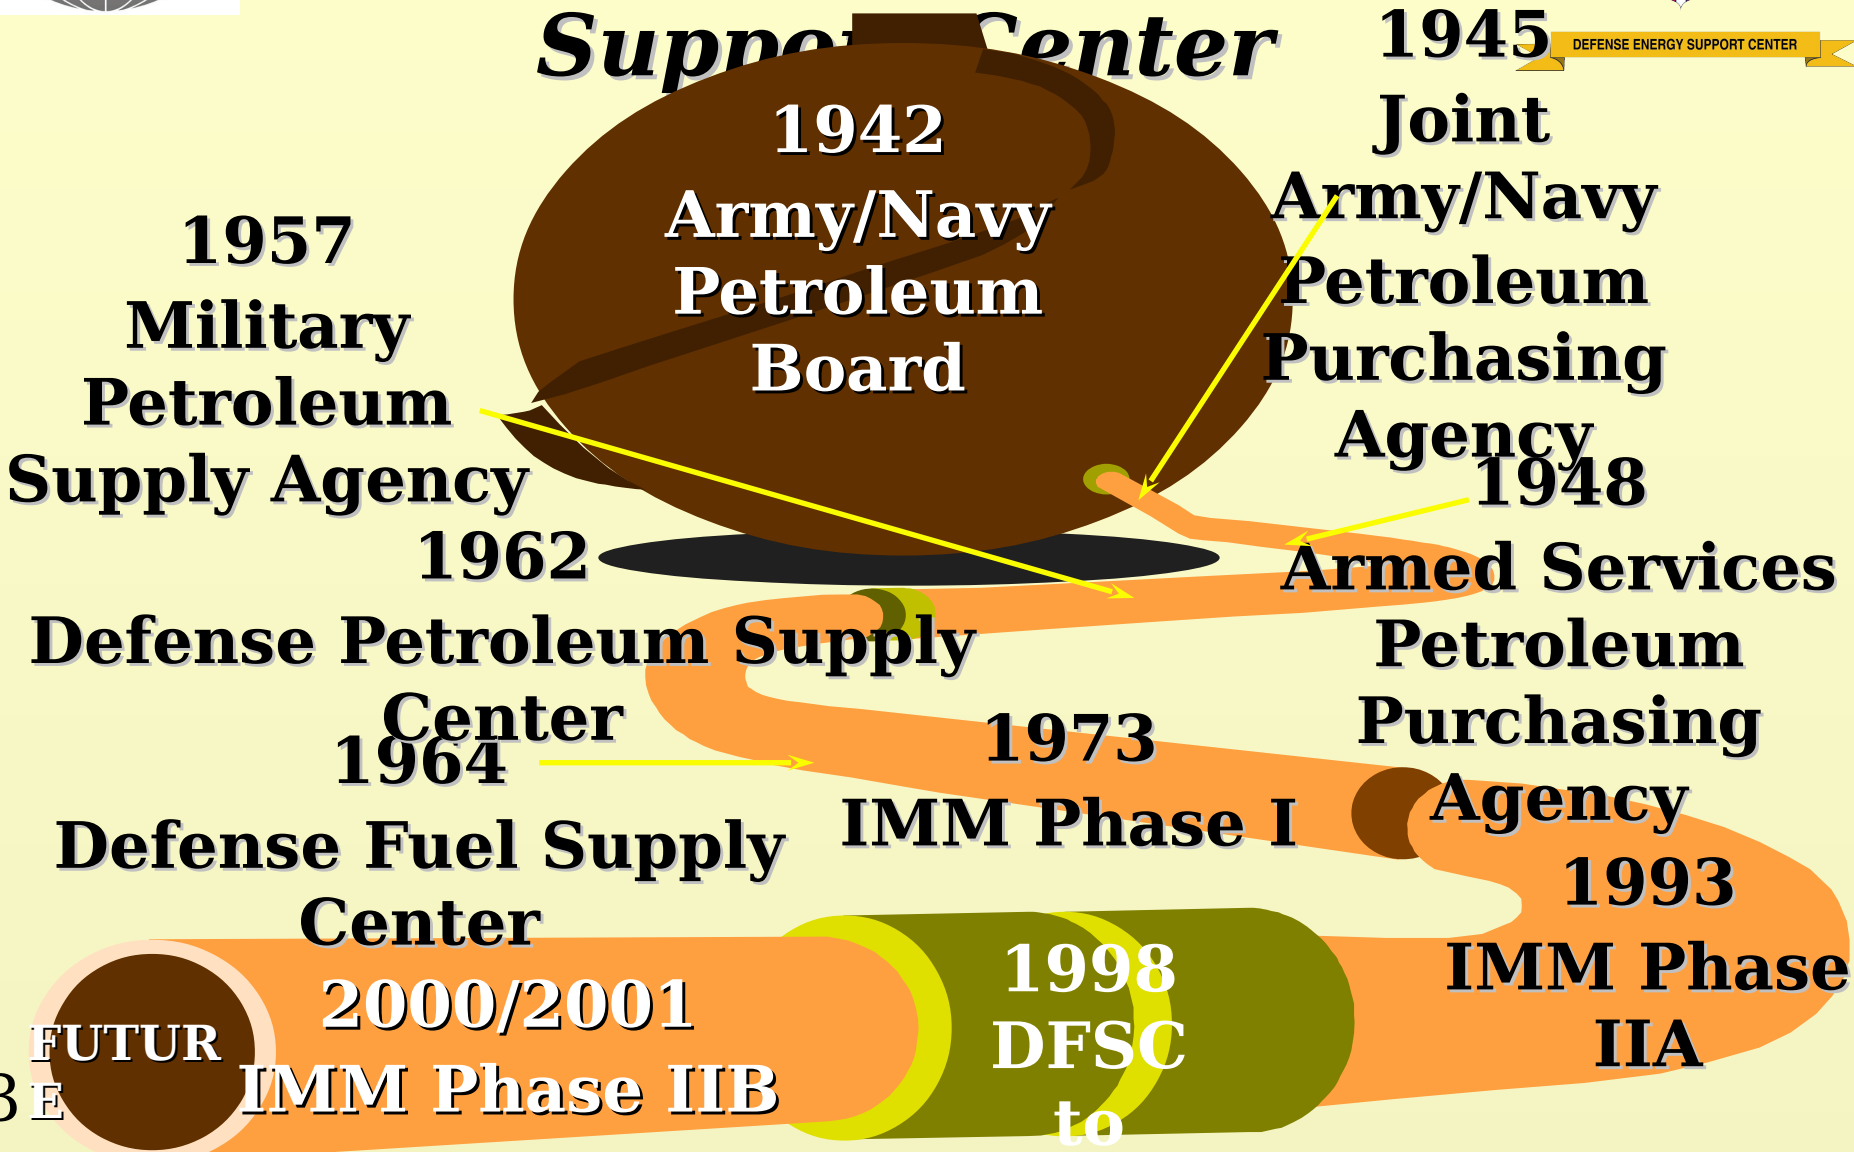 Support Center
DEFENSE ENERGY SUPPORT CENTER
1942
Army/Navy
Petroleum
Board
1945
Joint
Army/Navy
Petroleum
Purchasing
Agency
1957
Military
Petroleum
Supply Agency
1948
Armed Services
Petroleum
Purchasing
Agency
1962
Defense Petroleum Supply
Center
1964
Defense Fuel Supply
Center
1973
IMM Phase I
1993
IMM Phase
IIA
1998
DFSC
to
2000/2001
IMM Phase IIB
FUTUR
E
3